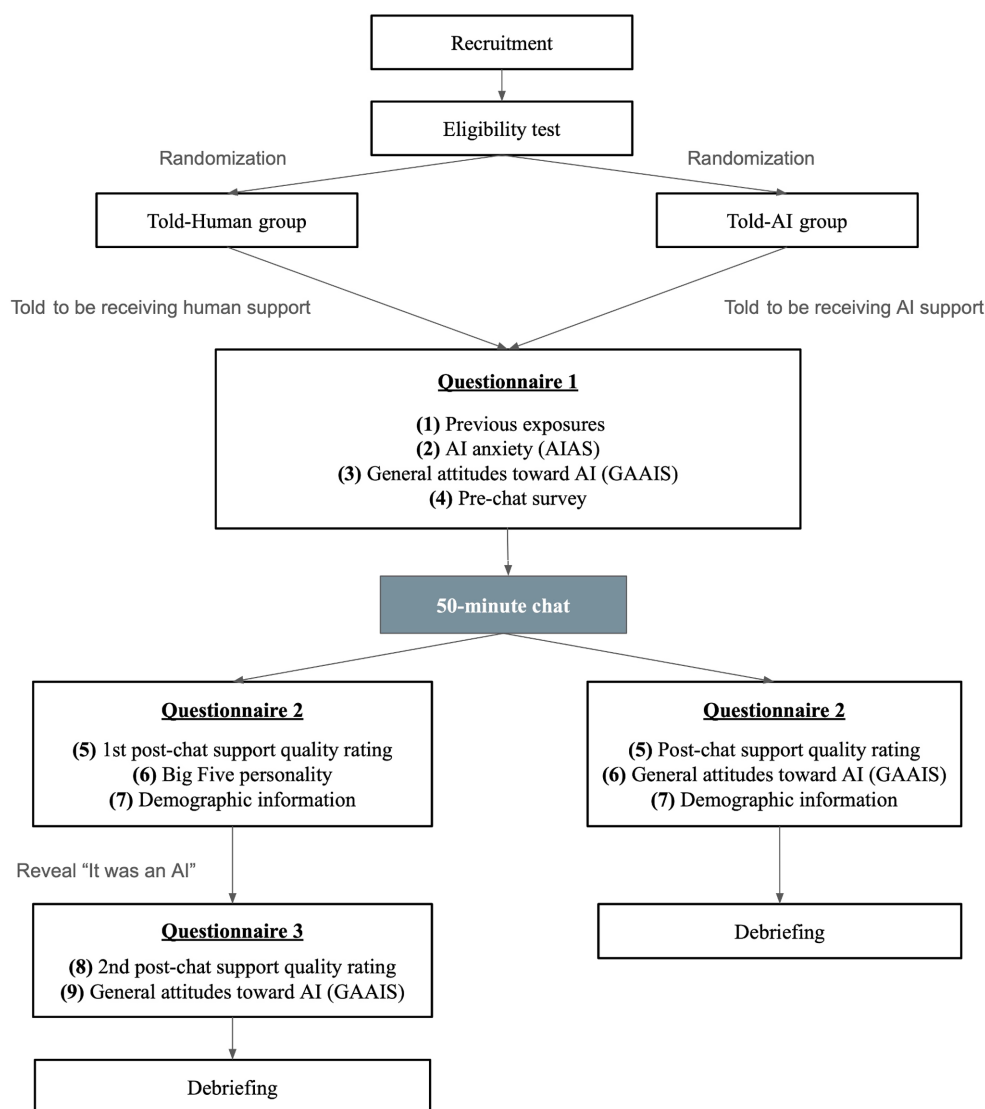 Recruitment
Eligibility test
Randomization
Randomization
Told-Human group
Told-AI group
Told to be receiving human support
Told to be receiving AI support
Questionnaire 1
(1) Previous exposures
(2) AI anxiety (AIAS)
(3) General attitudes toward AI (GAAIS)
(4) Pre-chat survey
50-minute chat
Questionnaire 2
(5) 1st post-chat support quality rating
(6) Big Five personality
(7) Demographic information
Questionnaire 2
(5) Post-chat support quality rating
(6) General attitudes toward AI (GAAIS)
(7) Demographic information
Reveal “It was an AI”
Questionnaire 3
(8) 2nd post-chat support quality rating
(9) General attitudes toward AI (GAAIS)
Debriefing
Debriefing